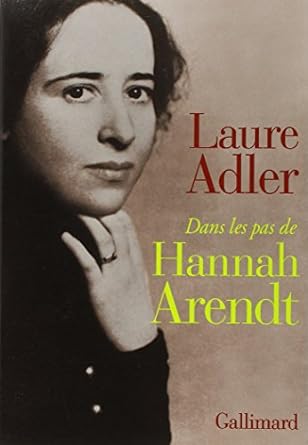 Laure
Adler
Dans les pas de
Hannah
Arendt
Gallimard